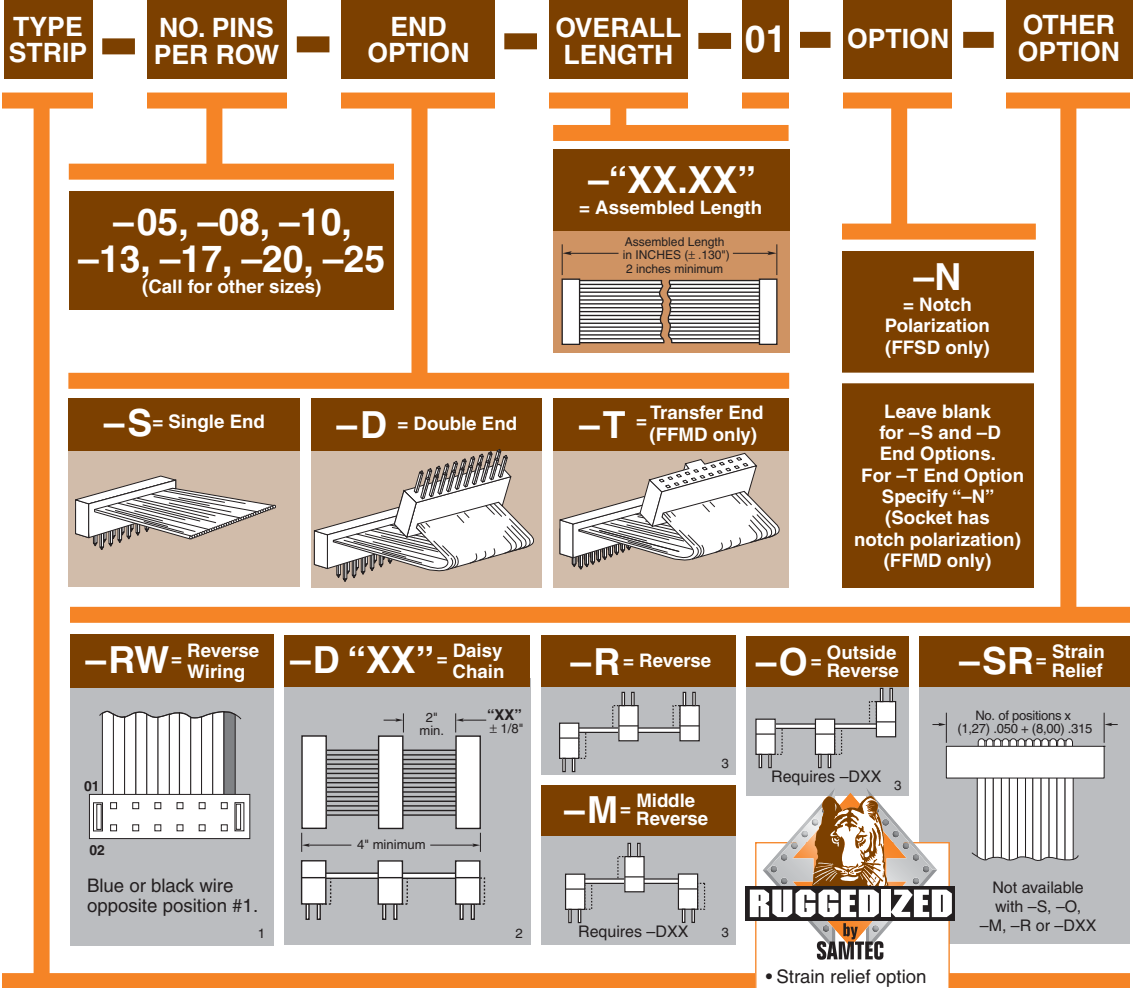 TYPE
STRIP
NO. PINS
PER ROW
END
OPTION
OVERALL
LENGTH
01
OPTION
OTHER
OPTION
–05, –08, –10,
–13, –17, –20, –25
(Call for other sizes)
–“XX.XX”
= Assembled Length
Assembled Length
in INCHES (± .130")
2 inches minimum
–N
= Notch
Polarization
(FFSD only)
Leave blank
for –S and –D
End Options.
For –T End Option
Specify “–N”
(Socket has
notch polarization)
(FFMD only)
–S = Single End
–D = Double End
–T = Transfer End
(FFMD only)
–RW = Reverse
Wiring
01
02
Blue or black wire
opposite position #1.
1
–D “XX” = Daisy
Chain
2"
min.
“XX”
± 1/8"
4" minimum
2
–R = Reverse
3
–M = Middle
Reverse
Requires –DXX
3
–O = Outside
Reverse
Requires –DXX
3
RUGGEDIZED
by
SAMTEC
• Strain relief option
–SR = Strain
Relief
No. of positions x
(1,27) .050 + (8,00) .315
Not available
with –S, –O,
–M, –R or –DXX